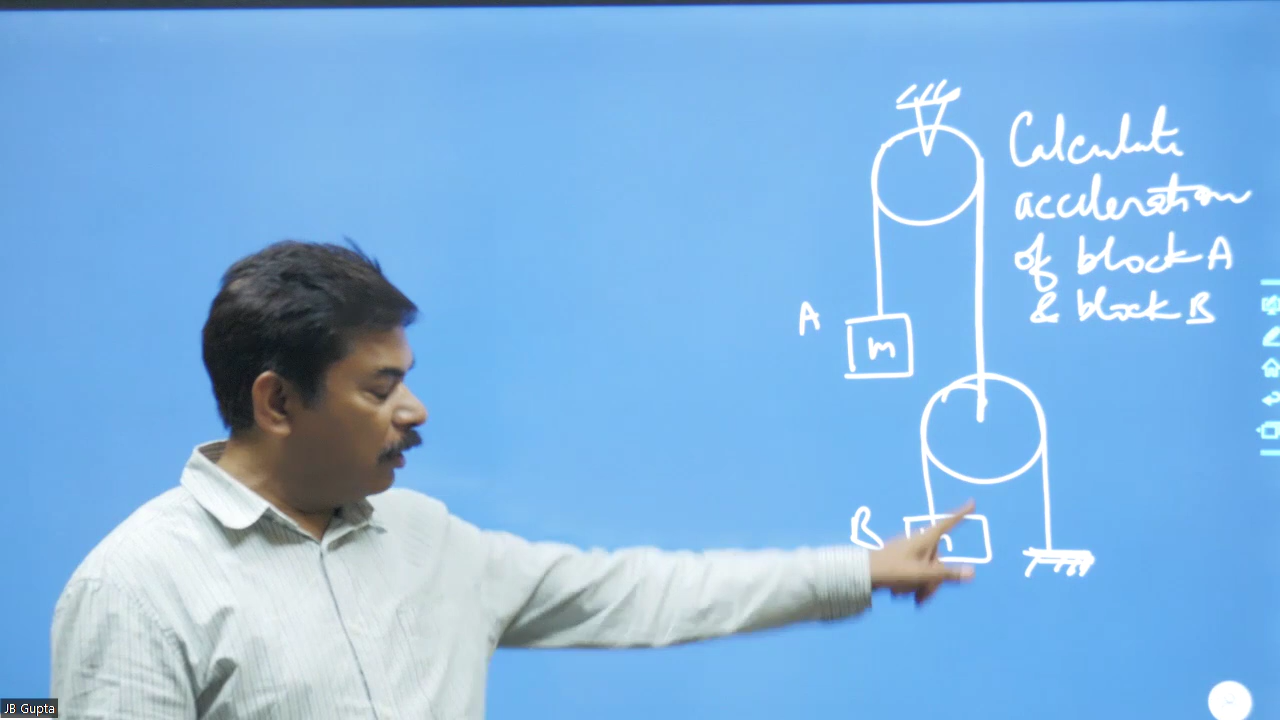 Calculate
acceleration
of block A
& block B
A
m
B
m
JB Gupta